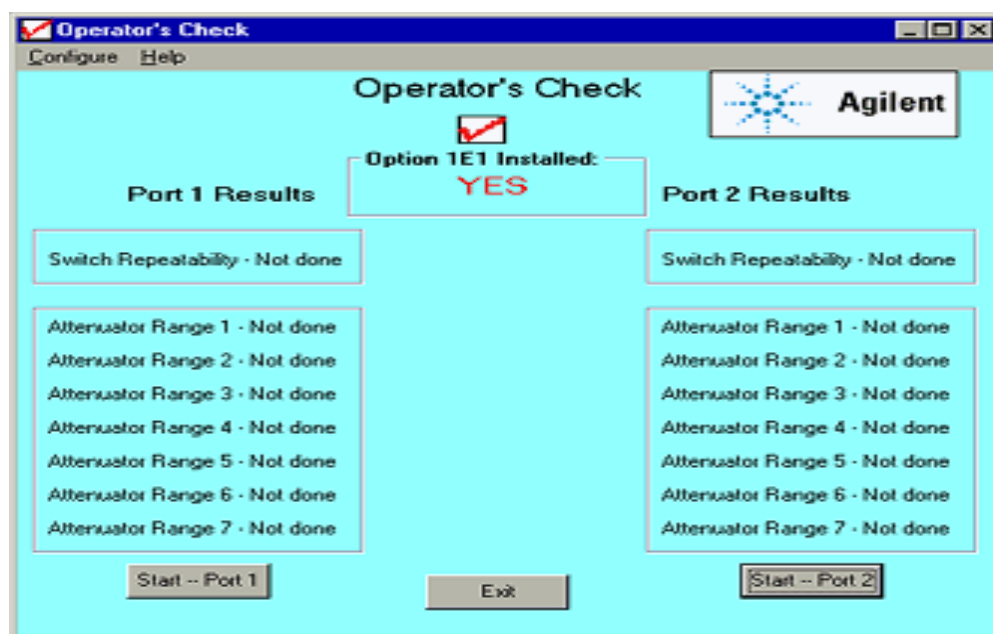 Operator's Check
Configure Help
Operator's Check
Agilent
Option 1E1 Installed:
YES
Port 1 Results
Port 2 Results
Switch Repeatability - Not done
Switch Repeatability - Not done
Attenuator Range 1 - Not done
Attenuator Range 2 - Not done
Attenuator Range 3 - Not done
Attenuator Range 4 - Not done
Attenuator Range 5 - Not done
Attenuator Range 6 - Not done
Attenuator Range 7 - Not done
Attenuator Range 1 - Not done
Attenuator Range 2 - Not done
Attenuator Range 3 - Not done
Attenuator Range 4 - Not done
Attenuator Range 5 - Not done
Attenuator Range 6 - Not done
Attenuator Range 7 - Not done
Start -- Port 1
Exit
Start -- Port 2